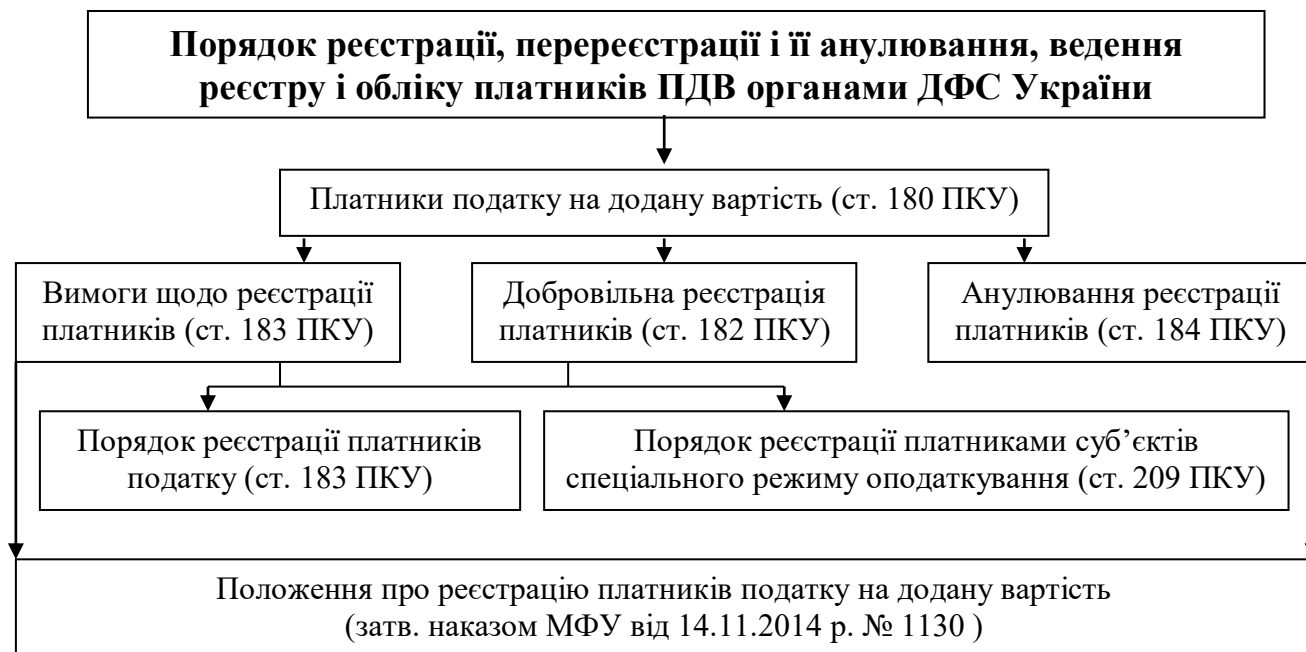 Порядок реєстрації, перереєстрації і її анулювання, ведення
реєстру і обліку платників ПДВ органами ДФС України
Платники податку на додану вартість (ст. 180 ПКУ)
Вимоги щодо реєстрації
платників (ст. 183 ПКУ)
Добровільна реєстрація
платників (ст. 182 ПКУ)
Анулювання реєстрації
платників (ст. 184 ПКУ)
Порядок реєстрації платників
податку (ст. 183 ПКУ)
Порядок реєстрації платниками суб’єктів
спеціального режиму оподаткування (ст. 209 ПКУ)
Положення про реєстрацію платників податку на додану вартість
(затв. наказом МФУ від 14.11.2014 р. № 1130 )